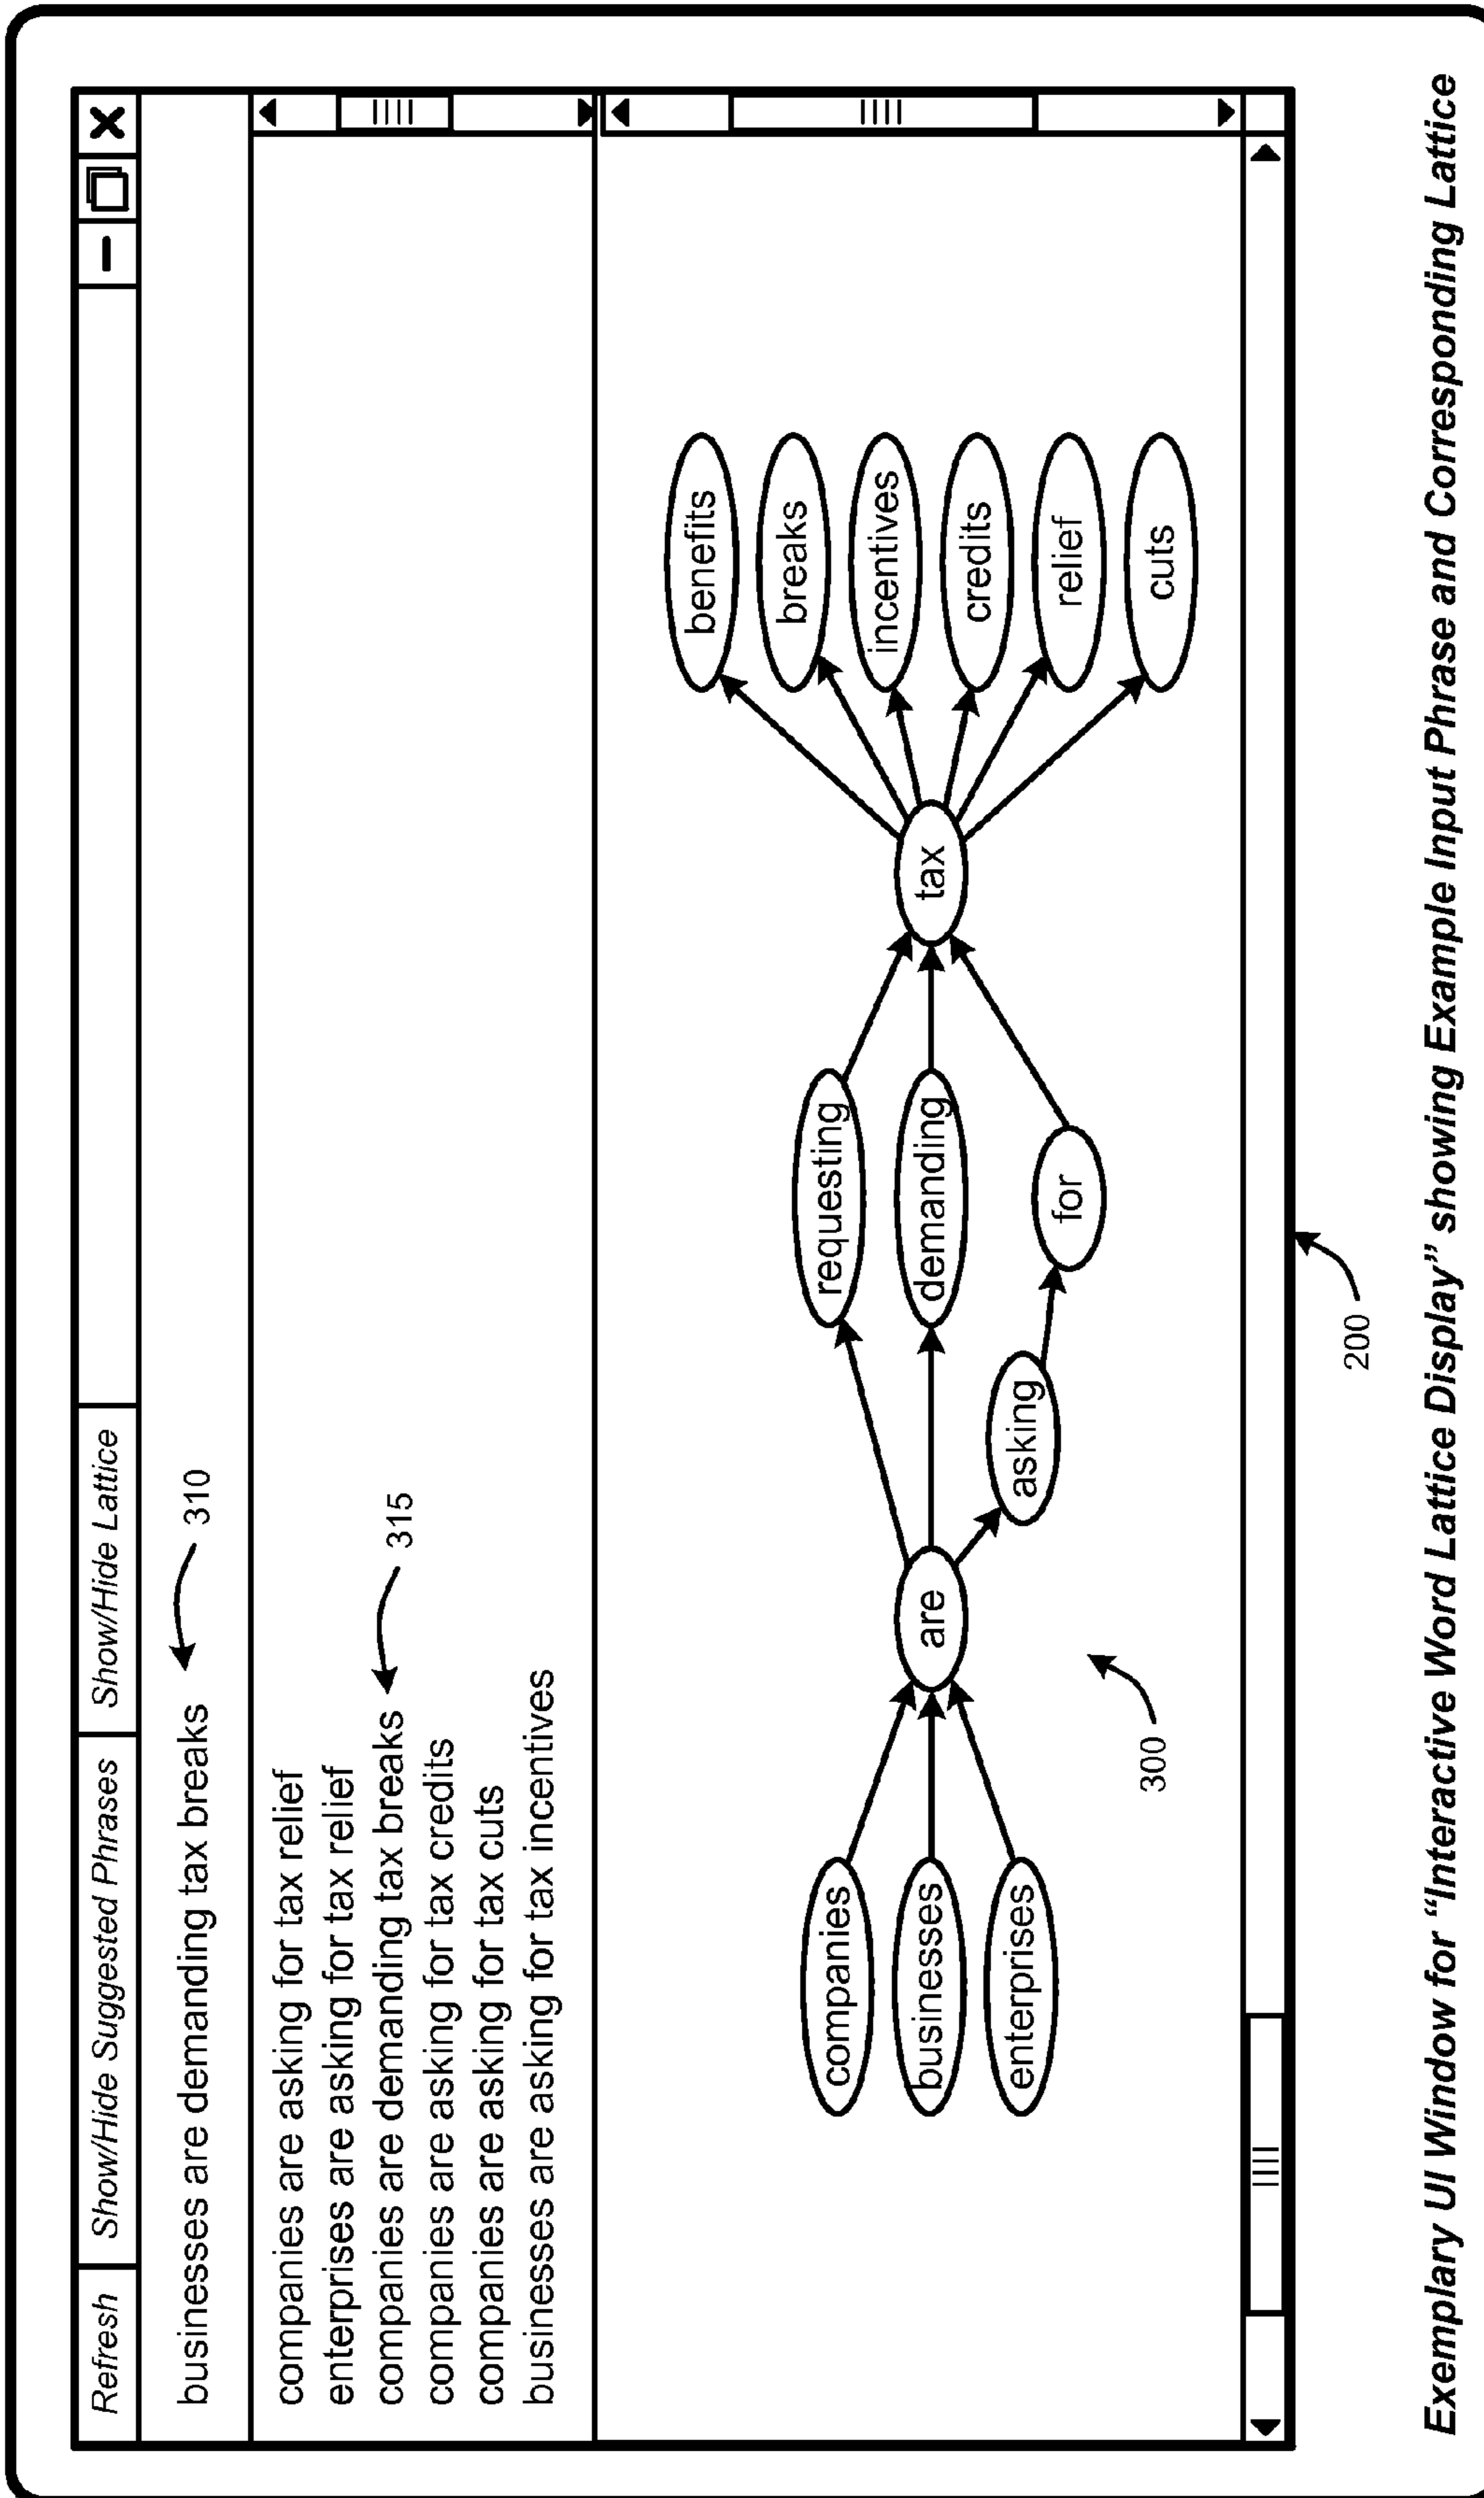 Refresh
Show/Hide Suggested Phrases
Show/Hide Lattice
businesses are demanding tax breaks
310
companies are asking for tax relief
enterprises are asking for tax relief
companies are demanding tax breaks
315
companies are asking for tax credits
companies are asking for tax cuts
businesses are asking for tax incentives
companies
businesses
enterprises
are
requesting
demanding
asking
for
tax
benefits
breaks
incentives
credits
relief
cuts
300
200
Exemplary UI Window for “Interactive Word Lattice Display” showing Example Input Phrase and Corresponding Lattice